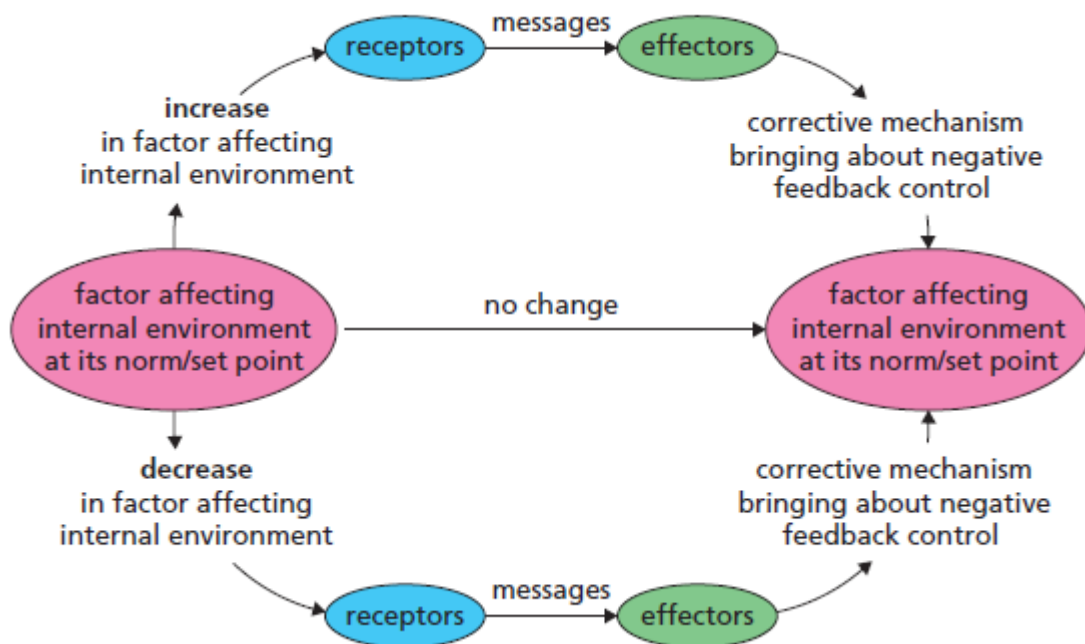 receptors
messages
effectors
increase
in factor affecting
internal environment
corrective mechanism
bringing about negative
feedback control
factor affecting
internal environment
at its norm/set point
no change
factor affecting
internal environment
at its norm/set point
decrease
in factor affecting
internal environment
corrective mechanism
bringing about negative
feedback control
receptors
messages
effectors